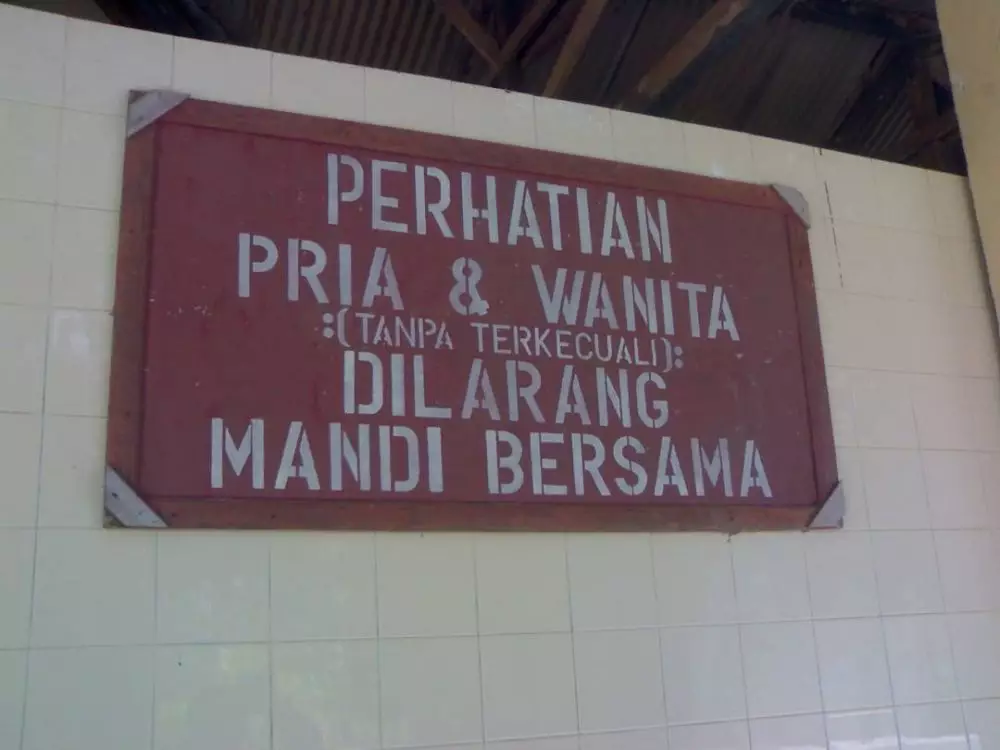 PERHATIAN
PRIA & WANITA
:(TANPA TERKECUALI):
DILARANG
MANDI BERSAMA